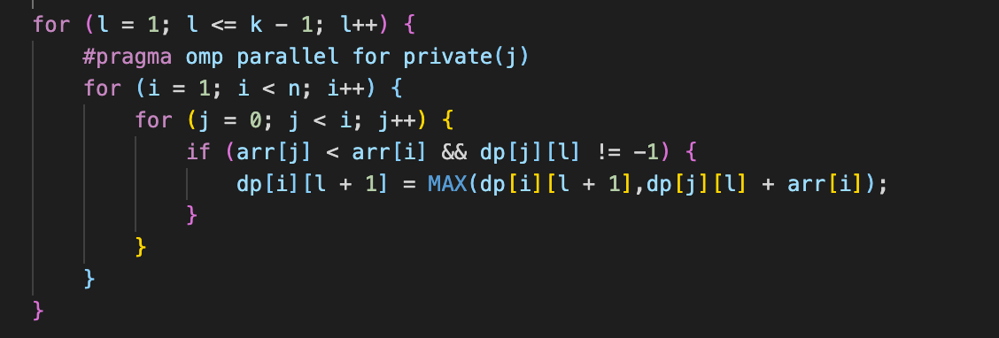 for (l = 1; l <= k - 1; l++) {
    #pragma omp parallel for private(j)
    for (i = 1; i < n; i++) {
        for (j = 0; j < i; j++) {
            if (arr[j] < arr[i] && dp[j][l] != -1) {
                dp[i][l + 1] = MAX(dp[i][l + 1],dp[j][l] + arr[i]);
            }
        }
    }
}